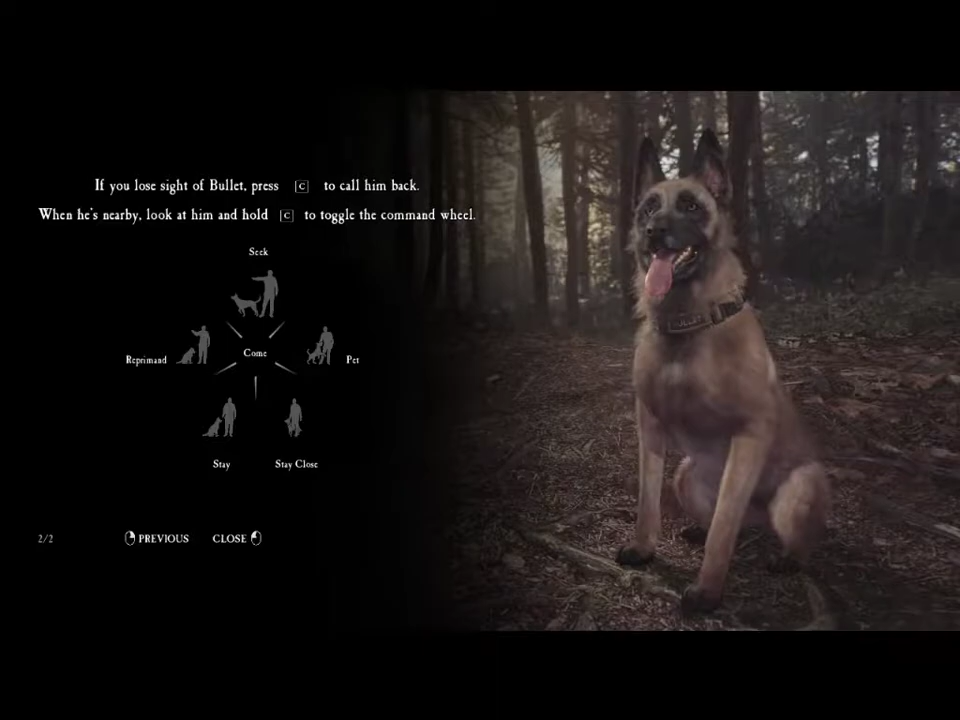 If you lose sight of Bullet, press C to call him back.
When he's nearby, look at him and hold C to toggle the command wheel.
Seek
Reprimand
Come
Pet
Stay
Stay Close
2/2
PREVIOUS
CLOSE